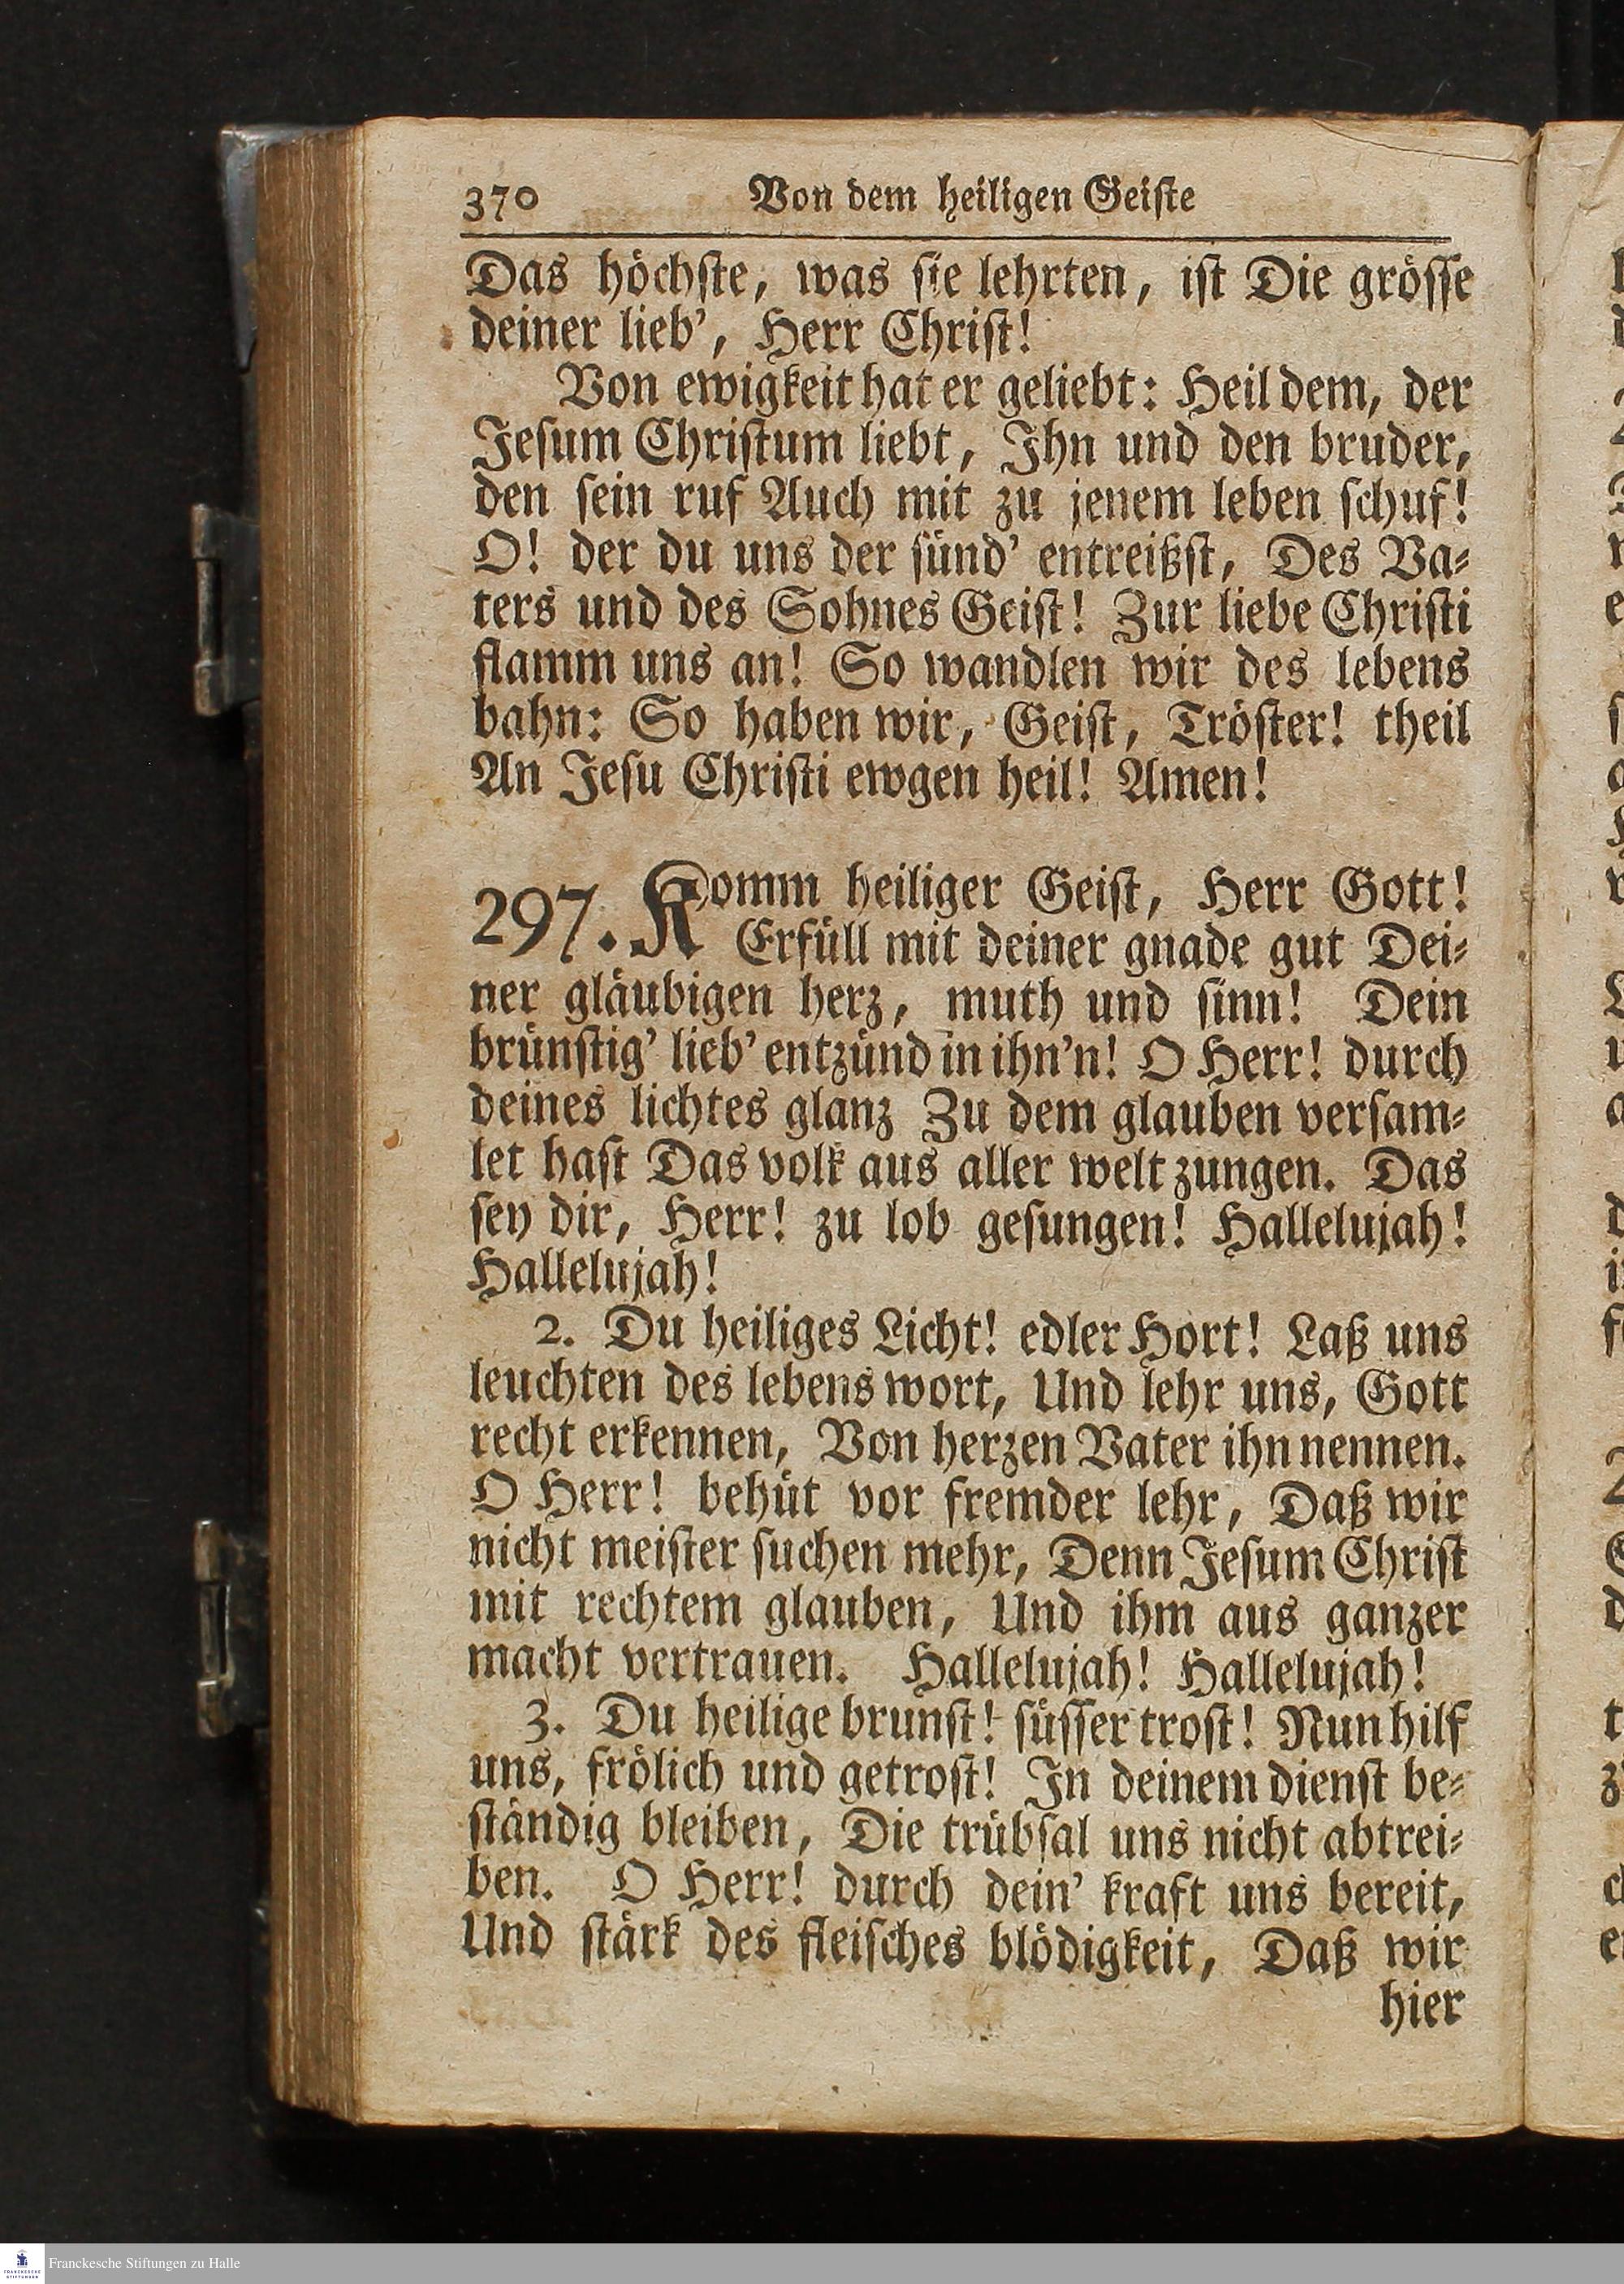 370 Von dem heiligen Geiste
Das höchste, was sie lehrten, ist Die grösse
deiner lieb', Herr Christ!
Von ewigkeit hat er geliebt: Heil dem, der
Jesum Christum liebt, Ihn und den bruder,
den sein ruf Auch mit zu jenem leben schuf!
O! der du uns der sünd' entreißst, Des Va-
ters und des Sohnes Geist! Zur liebe Christi
flamm uns an! So wandlen wir des lebens
bahn: So haben wir, Geist, Tröster! theil
An Jesu Christi ewgen heil! Amen!
297. Komm heiliger Geist, Herr Gott!
Erfüll mit deiner gnade gut Dei-
ner gläubigen herz, muth und sinn! Dein
brünstig' lieb' entzünd in ihn'n! O Herr! durch
deines lichtes glanz Zu dem glauben versam-
let hast Das volk aus aller welt zungen. Das
sey dir, Herr! zu lob gesungen! Hallelujah!
Hallelujah!
2. Du heiliges Licht! edler Hort! Laß uns
leuchten des lebens wort, Und lehr uns, Gott
recht erkennen, Von herzen Vater ihn nennen.
O Herr! behüt vor fremder lehr, Daß wir
nicht meister suchen mehr, Denn Jesum Christ
mit rechtem glauben, Und ihm aus ganzer
macht vertrauen. Hallelujah! Hallelujah!
3. Du heilige brunst! süsser trost! Nun hilf
uns, frölich und getrost! In deinem dienst be-
ständig bleiben, Die trübsal uns nicht abtrei-
ben. O Herr! durch dein' kraft uns bereit,
Und stärk des fleisches blödigkeit, Daß wir
hier
Franckesche Stiftungen zu Halle